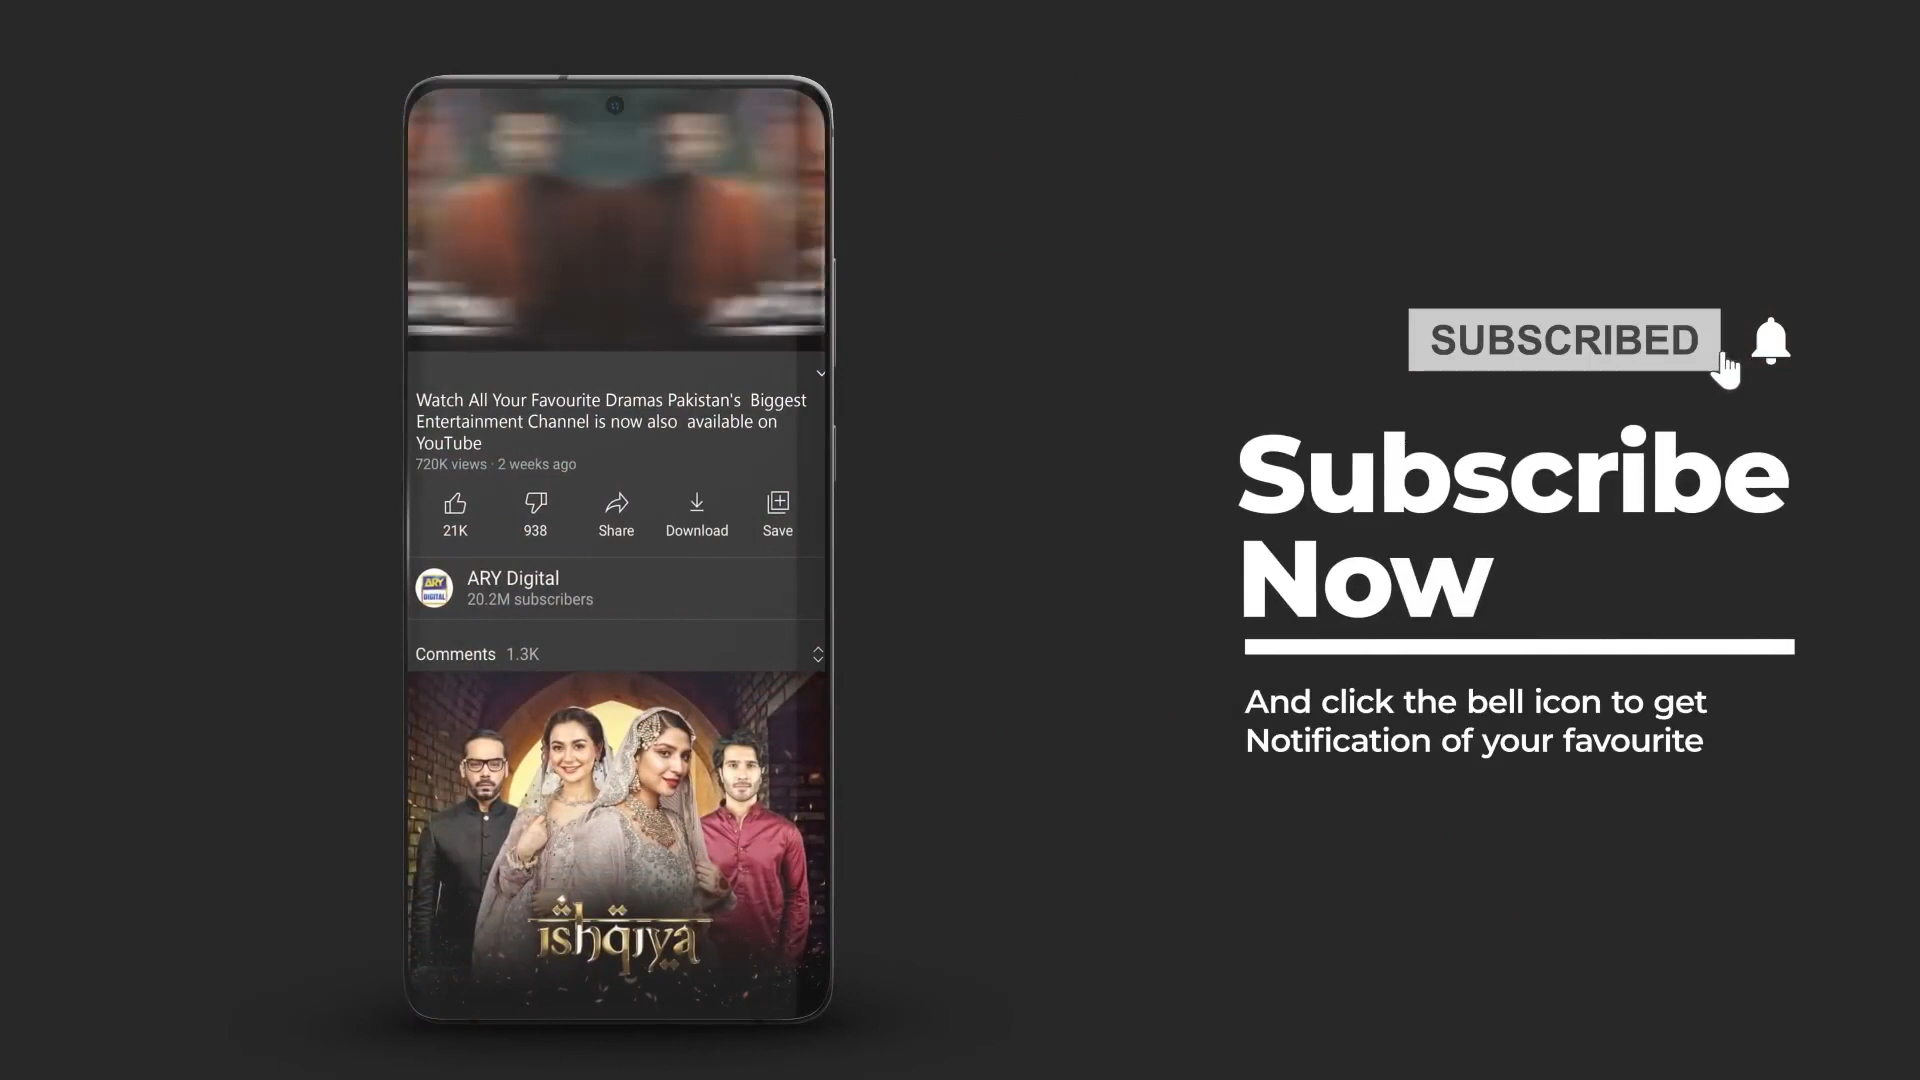 Watch All Your Favourite Dramas Pakistan's  Biggest
Entertainment Channel is now also  available on
YouTube
720K views · 2 weeks ago
21K
938
Share
Download
Save
ARY
DIGITAL
ARY Digital
20.2M subscribers
Comments 1.3K
ishqiya
SUBSCRIBED
Subscribe
Now
And click the bell icon to get
Notification of your favourite